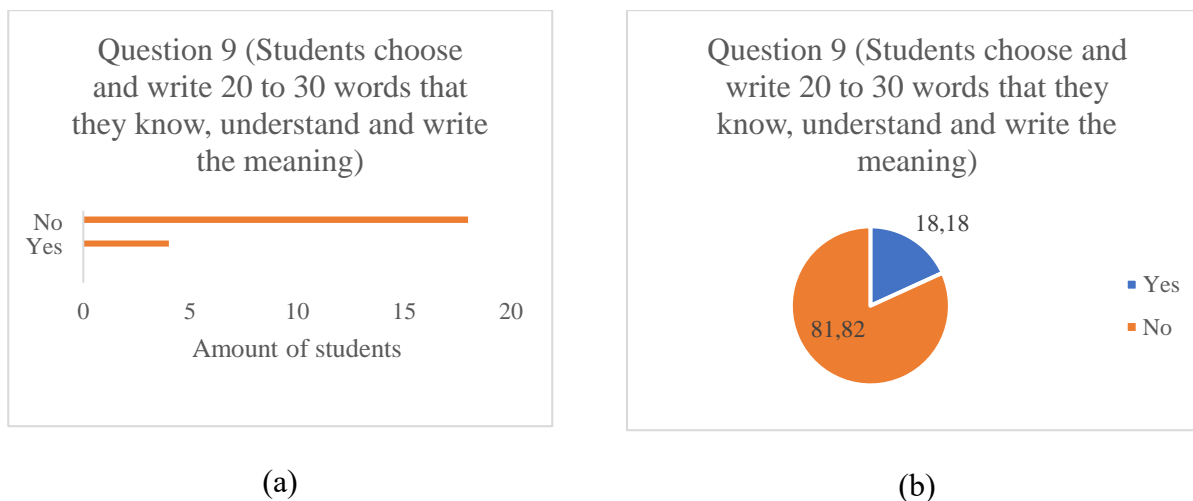 Question 9 (Students choose
and write 20 to 30 words that
they know, understand and write
the meaning)
No
Yes
0 5 10 15 20
Amount of students
(a)
Question 9 (Students choose and
write 20 to 30 words that they
know, understand and write the
meaning)
18,18
81,82
Yes
No
(b)